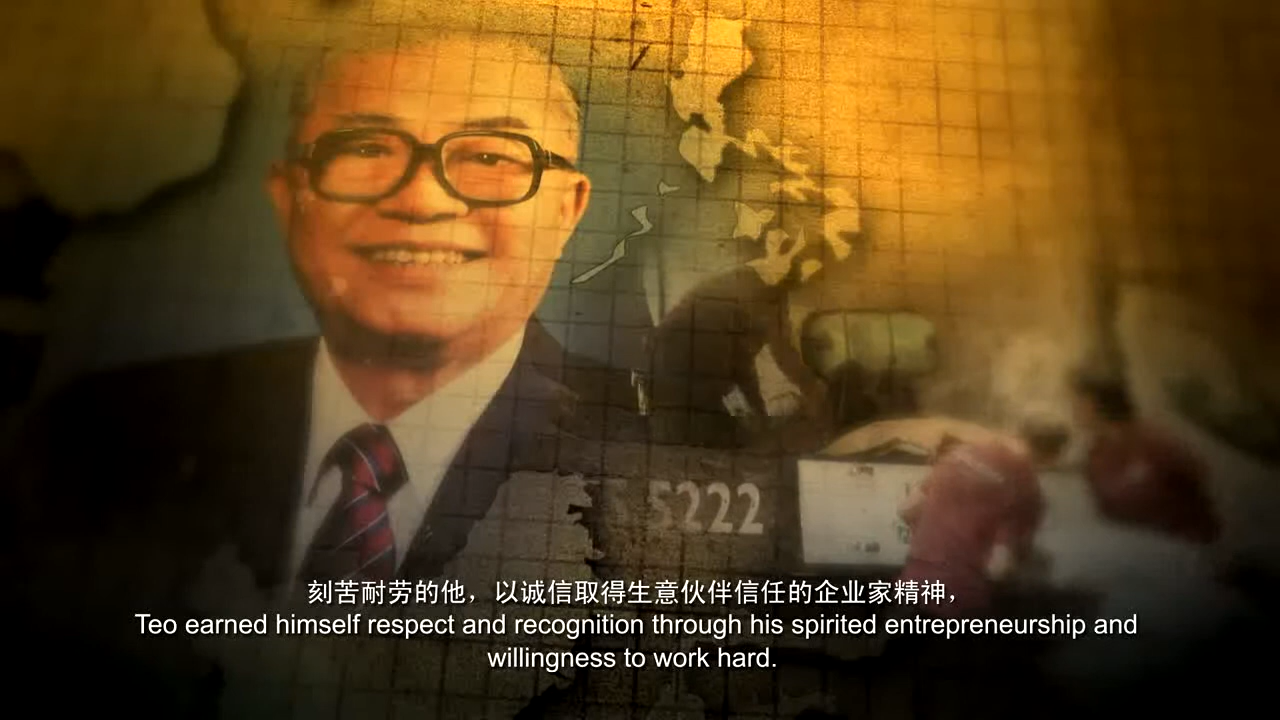 5222
刻苦耐劳的他，以诚信取得生意伙伴信任的企业家精神，
Teo earned himself respect and recognition through his spirited entrepreneurship and
willingness to work hard.